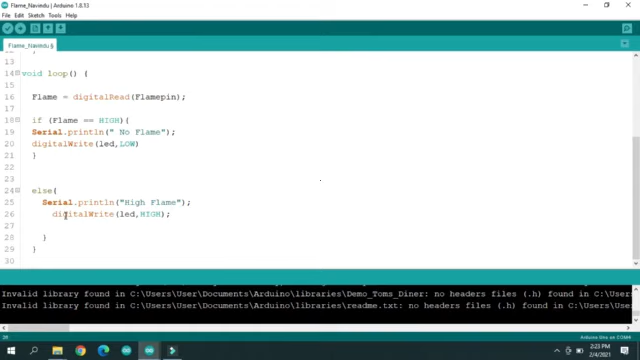 Flame_Navindu | Arduino 1.8.13
File Edit Sketch Tools Help
Flame_Navindu §
12 }
13
14 void loop() {
15
16 Flame = digitalRead(Flamepin);
17
18 if (Flame == HIGH){
19 Serial.println(" No Flame");
20 digitalWrite(led,LOW)
21 }
22
23
24 else{
25 Serial.println("High Flame");
26 digitalWrite(led,HIGH);
27
28 }
29 }
30
Invalid library found in C:\Users\User\Documents\Arduino\libraries\Demo_Toms_Diner: no headers files (.h) found in C:\Users
Invalid library found in C:\Users\User\Documents\Arduino\libraries\readme.txt: no headers files (.h) found in C:\Users\User
Arduino Uno on COM6
2:23 PM
2/4/2021